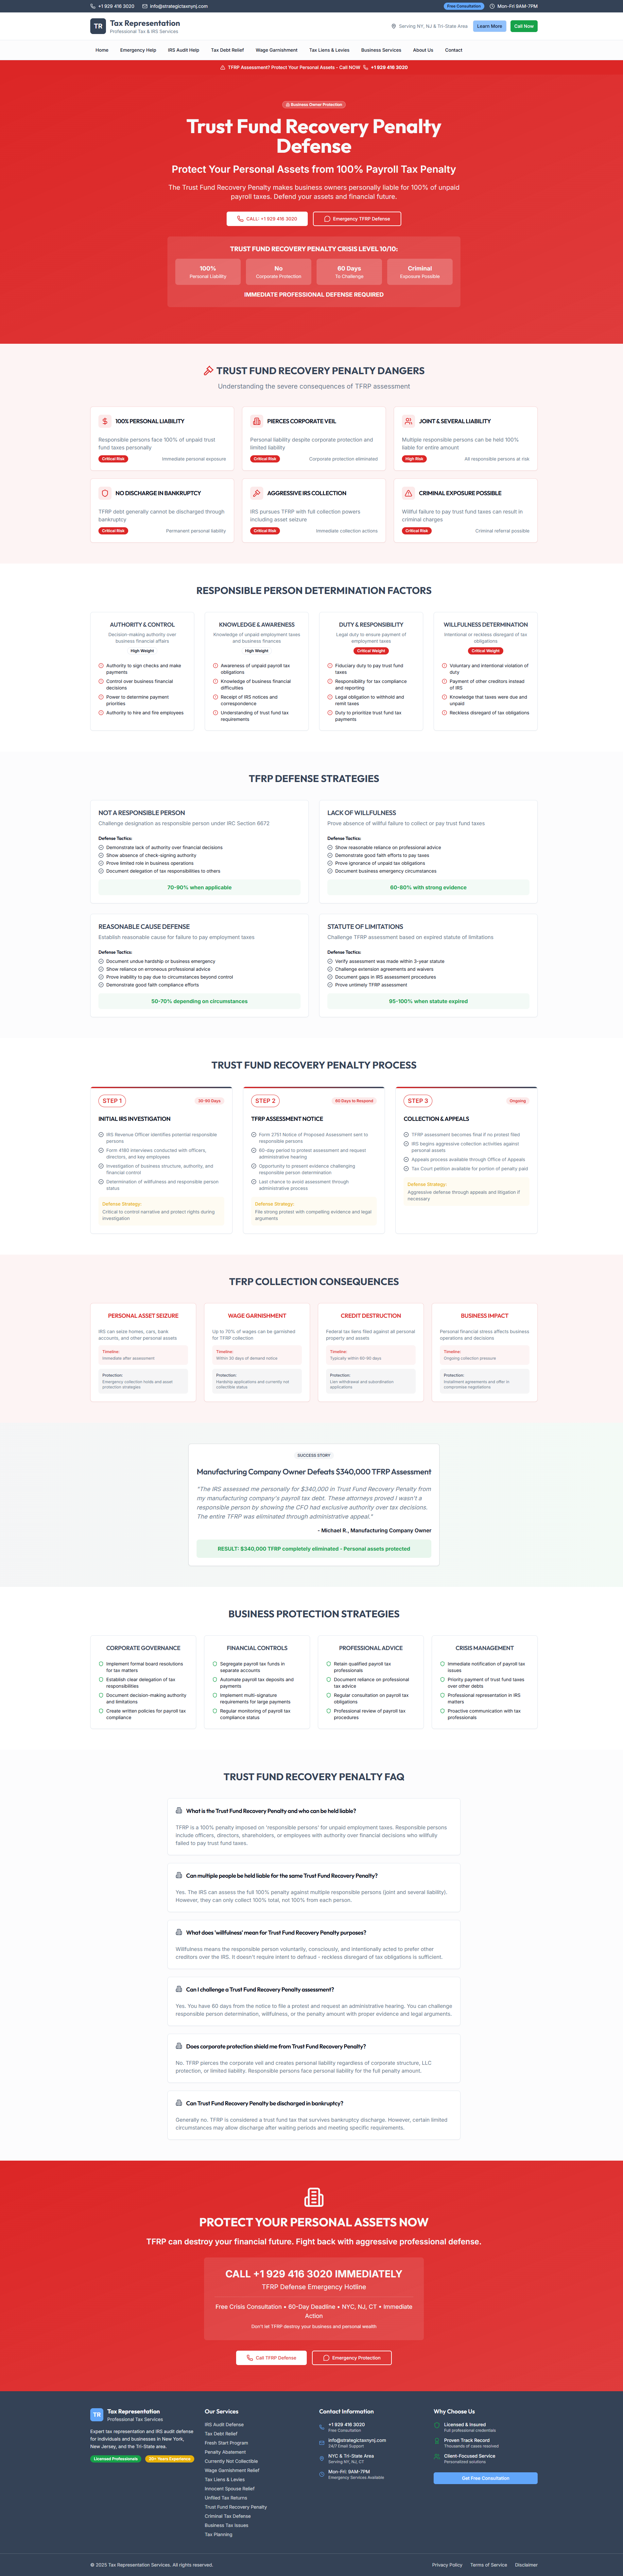 +1 929 416 3020
info@strategictaxnynj.com
Free Consultation
Mon-Fri 9AM-7PM
TR
Tax Representation
Professional Tax & IRS Services
Serving NY, NJ & Tri-State Area
Learn More
Call Now
Home
Emergency Help
IRS Audit Help
Tax Debt Relief
Wage Garnishment
Tax Liens & Levies
Business Services
About Us
Contact
TFRP Assessment? Protect Your Personal Assets - Call NOW
+1 929 416 3020
Business Owner Protection
Trust Fund Recovery Penalty
Defense
Protect Your Personal Assets from 100% Payroll Tax Penalty
The Trust Fund Recovery Penalty makes business owners personally liable for 100% of unpaid
payroll taxes. Defend your assets and financial future.
CALL: +1 929 416 3020
Emergency TFRP Defense
TRUST FUND RECOVERY PENALTY CRISIS LEVEL 10/10:
100%
Personal Liability
No
Corporate Protection
60 Days
To Challenge
Criminal
Exposure Possible
IMMEDIATE PROFESSIONAL DEFENSE REQUIRED
TRUST FUND RECOVERY PENALTY DANGERS
Understanding the severe consequences of TFRP assessment
100% PERSONAL LIABILITY
Responsible persons face 100% of unpaid trust
fund taxes personally
Critical Risk
Immediate personal exposure
PIERCES CORPORATE VEIL
Personal liability despite corporate protection and
limited liability
Critical Risk
Corporate protection eliminated
JOINT & SEVERAL LIABILITY
Multiple responsible persons can be held 100%
liable for entire amount
High Risk
All responsible persons at risk
NO DISCHARGE IN BANKRUPTCY
TFRP debt generally cannot be discharged through
bankruptcy
Critical Risk
Permanent personal liability
AGGRESSIVE IRS COLLECTION
IRS pursues TFRP with full collection powers
including asset seizure
Critical Risk
Immediate collection actions
CRIMINAL EXPOSURE POSSIBLE
Willful failure to pay trust fund taxes can result in
criminal charges
Critical Risk
Criminal referral possible
RESPONSIBLE PERSON DETERMINATION FACTORS
AUTHORITY & CONTROL
Decision-making authority over
business financial affairs
High Weight
Authority to sign checks and make
payments
Control over business financial
decisions
Power to determine payment
priorities
Authority to hire and fire employees
KNOWLEDGE & AWARENESS
Knowledge of unpaid employment taxes
and business finances
High Weight
Awareness of unpaid payroll tax
obligations
Knowledge of business financial
difficulties
Receipt of IRS notices and
correspondence
Understanding of trust fund tax
requirements
DUTY & RESPONSIBILITY
Legal duty to ensure payment of
employment taxes
Critical Weight
Fiduciary duty to pay trust fund
taxes
Responsibility for tax compliance
and reporting
Legal obligation to withhold and
remit taxes
Duty to prioritize trust fund tax
payments
WILLFULNESS DETERMINATION
Intentional or reckless disregard of tax
obligations
Critical Weight
Voluntary and intentional violation of
duty
Payment of other creditors instead
of IRS
Knowledge that taxes were due and
unpaid
Reckless disregard of tax obligations
TFRP DEFENSE STRATEGIES
NOT A RESPONSIBLE PERSON
Challenge designation as responsible person under IRC Section 6672
Defense Tactics:
Demonstrate lack of authority over financial decisions
Show absence of check-signing authority
Prove limited role in business operations
Document delegation of tax responsibilities to others
70-90% when applicable
LACK OF WILLFULNESS
Prove absence of willful failure to collect or pay trust fund taxes
Defense Tactics:
Show reasonable reliance on professional advice
Demonstrate good faith efforts to pay taxes
Prove ignorance of unpaid tax obligations
Document business emergency circumstances
60-80% with strong evidence
REASONABLE CAUSE DEFENSE
Establish reasonable cause for failure to pay employment taxes
Defense Tactics:
Document undue hardship or business emergency
Show reliance on erroneous professional advice
Prove inability to pay due to circumstances beyond control
Demonstrate good faith compliance efforts
50-70% depending on circumstances
STATUTE OF LIMITATIONS
Challenge TFRP assessment based on expired statute of limitations
Defense Tactics:
Verify assessment was made within 3-year statute
Challenge extension agreements and waivers
Document gaps in IRS assessment procedures
Prove untimely TFRP assessment
95-100% when statute expired
TRUST FUND RECOVERY PENALTY PROCESS
STEP 1
30-90 Days
INITIAL IRS INVESTIGATION
IRS Revenue Officer identifies potential responsible
persons
Form 4180 interviews conducted with officers,
directors, and key employees
Investigation of business structure, authority, and
financial control
Determination of willfulness and responsible person
status
Defense Strategy:
Critical to control narrative and protect rights during
investigation
STEP 2
60 Days to Respond
TFRP ASSESSMENT NOTICE
Form 2751 Notice of Proposed Assessment sent to
responsible persons
60-day period to protest assessment and request
administrative hearing
Opportunity to present evidence challenging
responsible person determination
Last chance to avoid assessment through
administrative process
Defense Strategy:
File strong protest with compelling evidence and legal
arguments
STEP 3
Ongoing
COLLECTION & APPEALS
TFRP assessment becomes final if no protest filed
IRS begins aggressive collection activities against
personal assets
Appeals process available through Office of Appeals
Tax Court petition available for portion of penalty paid
Defense Strategy:
Aggressive defense through appeals and litigation if
necessary
TFRP COLLECTION CONSEQUENCES
PERSONAL ASSET SEIZURE
IRS can seize homes, cars, bank
accounts, and other personal assets
Timeline:
Immediate after assessment
Protection:
Emergency collection holds and asset
protection strategies
WAGE GARNISHMENT
Up to 70% of wages can be garnished
for TFRP collection
Timeline:
Within 30 days of demand notice
Protection:
Hardship applications and currently not
collectible status
CREDIT DESTRUCTION
Federal tax liens filed against all personal
property and assets
Timeline:
Typically within 60-90 days
Protection:
Lien withdrawal and subordination
applications
BUSINESS IMPACT
Personal financial stress affects business
operations and decisions
Timeline:
Ongoing collection pressure
Protection:
Installment agreements and offer in
compromise negotiations
SUCCESS STORY
Manufacturing Company Owner Defeats $340,000 TFRP Assessment
"The IRS assessed me personally for $340,000 in Trust Fund Recovery Penalty from
my manufacturing company's payroll tax debt. These attorneys proved I wasn't a
responsible person by showing the CFO had exclusive authority over tax decisions.
The entire TFRP was eliminated through administrative appeal."
- Michael R., Manufacturing Company Owner
RESULT: $340,000 TFRP completely eliminated - Personal assets protected
BUSINESS PROTECTION STRATEGIES
CORPORATE GOVERNANCE
Implement formal board resolutions
for tax matters
Establish clear delegation of tax
responsibilities
Document decision-making authority
and limitations
Create written policies for payroll tax
compliance
FINANCIAL CONTROLS
Segregate payroll tax funds in
separate accounts
Automate payroll tax deposits and
payments
Implement multi-signature
requirements for large payments
Regular monitoring of payroll
tax compliance status
PROFESSIONAL ADVICE
Retain qualified payroll tax
professionals
Document reliance on professional
tax advice
Regular consultation on payroll tax
obligations
Professional review of payroll tax
procedures
CRISIS MANAGEMENT
Immediate notification of payroll tax
issues
Priority payment of trust fund taxes
over other debts
Professional representation in IRS
matters
Proactive communication with tax
professionals
TRUST FUND RECOVERY PENALTY FAQ
What is the Trust Fund Recovery Penalty and who can be held liable?
TFRP is a 100% penalty imposed on 'responsible persons' for unpaid employment taxes. Responsible persons
include officers, directors, shareholders, or employees with authority over financial decisions who willfully
failed to pay trust fund taxes.
Can multiple people be held liable for the same Trust Fund Recovery Penalty?
Yes. The IRS can assess the full 100% penalty against multiple responsible persons (joint and several liability).
However, they can only collect 100% total, not 100% from each person.
What does 'willfulness' mean for Trust Fund Recovery Penalty purposes?
Willfulness means the responsible person voluntarily, consciously, and intentionally acted to prefer other
creditors over the IRS. It doesn't require intent to defraud - reckless disregard of tax obligations is sufficient.
Can I challenge a Trust Fund Recovery Penalty assessment?
Yes. You have 60 days from the notice to file a protest and request an administrative hearing. You can challenge
responsible person determination, willfulness, or the penalty amount with proper evidence and legal arguments.
Does corporate protection shield me from Trust Fund Recovery Penalty?
No. TFRP pierces the corporate veil and creates personal liability regardless of corporate structure, LLC
protection, or limited liability. Responsible persons face personal liability for the full penalty amount.
Can Trust Fund Recovery Penalty be discharged in bankruptcy?
Generally no. TFRP is considered a trust fund tax that survives bankruptcy discharge. However, certain limited
circumstances may allow discharge after waiting periods and meeting specific requirements.
PROTECT YOUR PERSONAL ASSETS NOW
TFRP can destroy your financial future. Fight back with aggressive professional defense.
CALL +1 929 416 3020 IMMEDIATELY
TFRP Defense Emergency Hotline
Free Crisis Consultation • 60-Day Deadline • NYC, NJ, CT • Immediate
Action
Don't let TFRP destroy your business and personal wealth
Call TFRP Defense
Emergency Protection
TR
Tax Representation
Professional Tax Services
Expert tax representation and IRS audit defense
for individuals and businesses in New York,
New Jersey, and the Tri-State area.
Licensed Professionals
30+ Years Experience
Our Services
IRS Audit Defense
Tax Debt Relief
Fresh Start Program
Penalty Abatement
Currently Not Collectible
Wage Garnishment Relief
Tax Liens & Levies
Innocent Spouse Relief
Unfiled Tax Returns
Trust Fund Recovery Penalty
Criminal Tax Defense
Business Tax Issues
Tax Planning
Contact Information
+1 929 416 3020
Free Consultation
info@strategictaxnynj.com
24/7 Email Support
NYC & Tri-State Area
Serving NY, NJ, CT
Mon-Fri: 9AM-7PM
Emergency Services Available
Why Choose Us
Licensed & Insured
Full professional credentials
Proven Track Record
Thousands of cases resolved
Client-Focused Service
Personalized solutions
Get Free Consultation
© 2025 Tax Representation Services. All rights reserved.
Privacy Policy
Terms of Service
Disclaimer